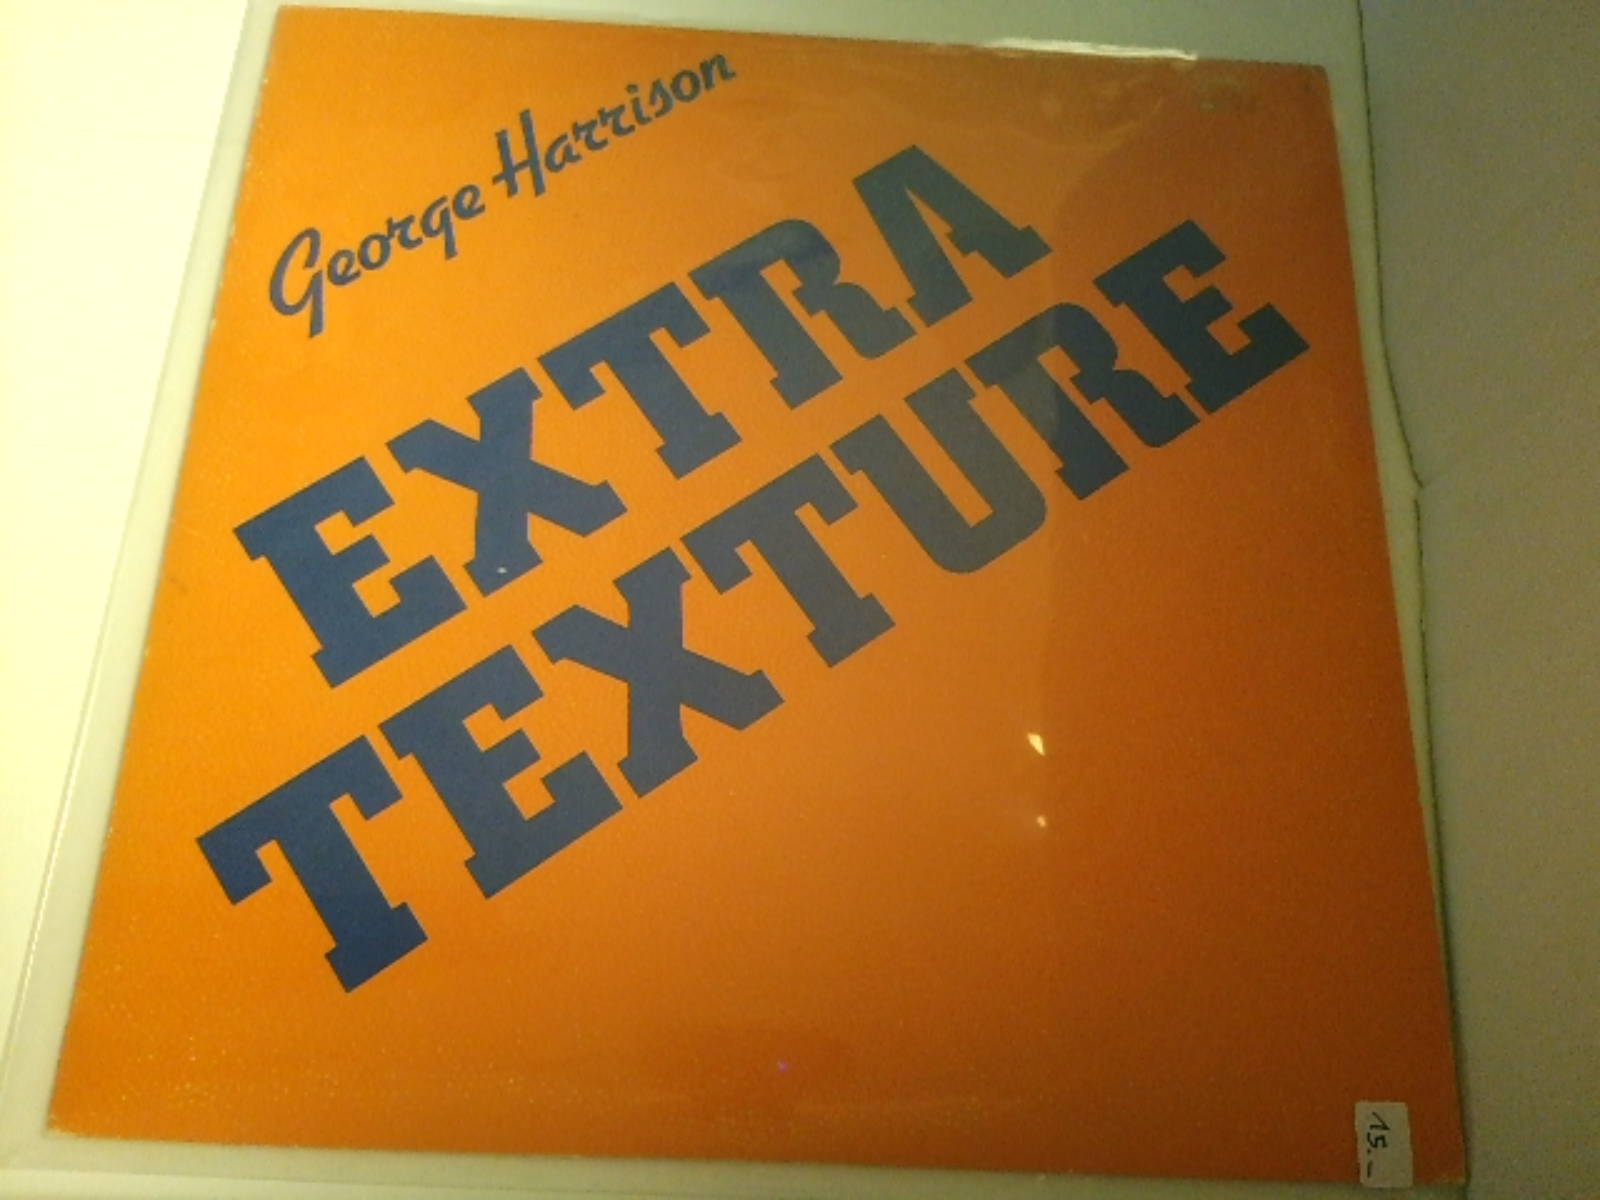 George Harrison
EXTRA
TEXTURE
15.-